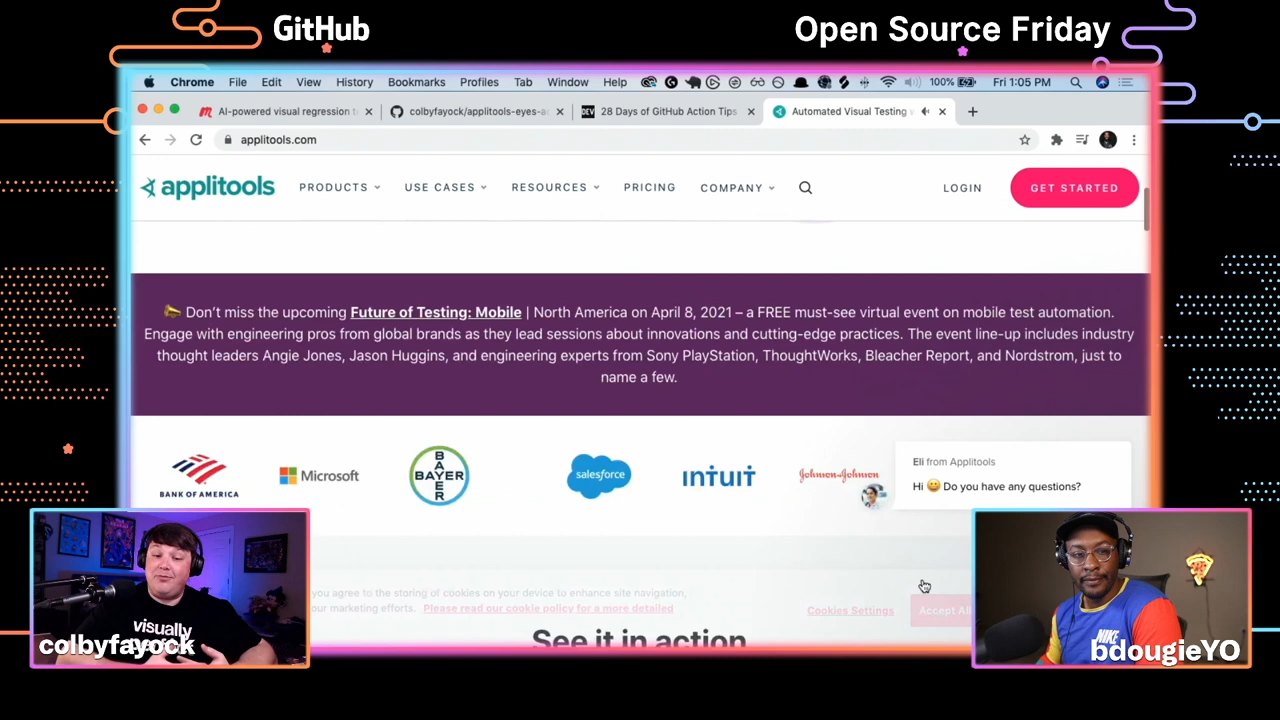 GitHub
Open Source Friday
Chrome File Edit View History Bookmarks Profiles Tab Window Help 100% Fri 1:05 PM
AI-powered visual regression t
colbyfayock/applitools-eyes-a
DEV 28 Days of GitHub Action Tips
Automated Visual Testing
applitools.com
applitools PRODUCTS USE CASES RESOURCES PRICING COMPANY LOGIN GET STARTED
Don't miss the upcoming Future of Testing: Mobile | North America on April 8, 2021 – a FREE must-see virtual event on mobile test automation.
Engage with engineering pros from global brands as they lead sessions about innovations and cutting-edge practices. The event line-up includes industry
thought leaders Angie Jones, Jason Huggins, and engineering experts from Sony PlayStation, ThoughtWorks, Bleacher Report, and Nordstrom, just to
name a few.
BANK OF AMERICA
Microsoft
BAYER
BAYER
salesforce
INTUIT
Johnson & Johnson
Eli from Applitools
Hi 😀 Do you have any questions?
you agree to the storing of cookies on your device to enhance site navigation,
our marketing efforts. Please read our cookie policy for a more detailed
Cookies Settings
Accept All
See it in action
visually
colbyfayock
NIKE
bdougieYO